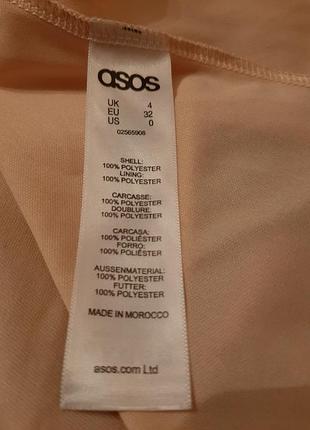 asos
UK 4
EU 32
US 0
02565906
SHELL:
100% POLYESTER
LINING:
100% POLYESTER
CARCASSE:
100% POLYESTER
DOUBLURE:
100% POLYESTER
CARCASA:
100% POLIÉSTER
FORRO:
100% POLIÉSTER
AUSSENMATERIAL:
100% POLYESTER
FUTTER:
100% POLYESTER
MADE IN MOROCCO
asos.com Ltd